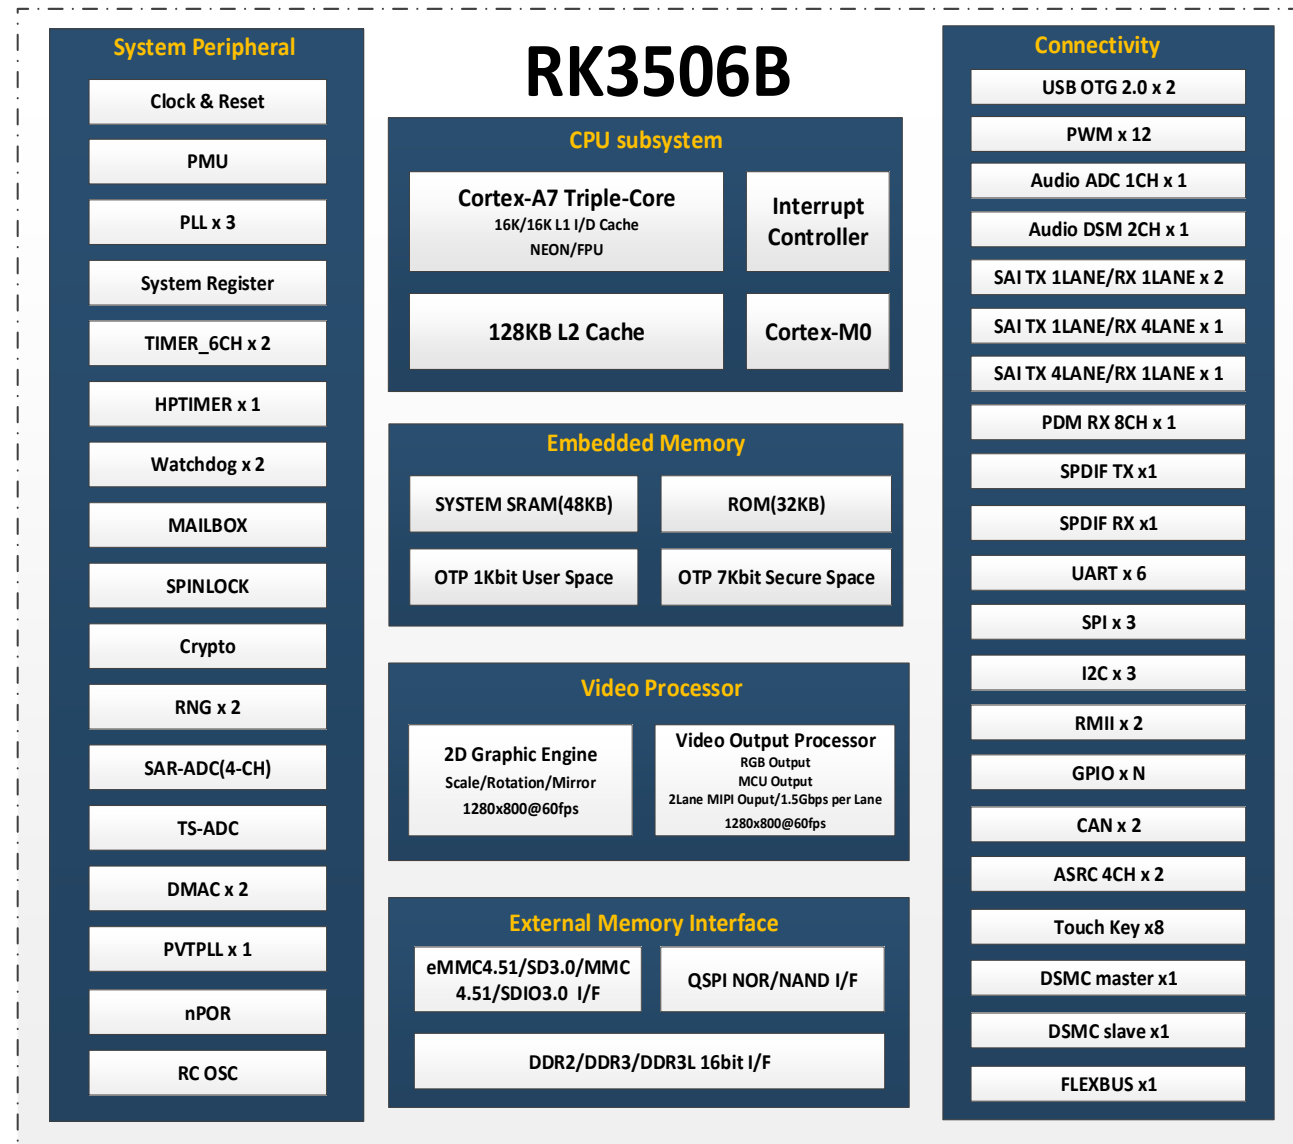 System Peripheral
Clock & Reset
PMU
PLL x 3
System Register
TIMER_6CH x 2
HPTIMER x 1
Watchdog x 2
MAILBOX
SPINLOCK
Crypto
RNG x 2
SAR-ADC(4-CH)
TS-ADC
DMAC x 2
PVTPLL x 1
nPOR
RC OSC
RK3506B
CPU subsystem
Cortex-A7 Triple-Core
16K/16K L1 I/D Cache
NEON/FPU
Interrupt
Controller
128KB L2 Cache
Cortex-M0
Embedded Memory
SYSTEM SRAM(48KB)
ROM(32KB)
OTP 1Kbit User Space
OTP 7Kbit Secure Space
Video Processor
2D Graphic Engine
Scale/Rotation/Mirror
1280x800@60fps
Video Output Processor
RGB Output
MCU Output
2Lane MIPI Ouput/1.5Gbps per Lane
1280x800@60fps
External Memory Interface
eMMC4.51/SD3.0/MMC
4.51/SDIO3.0 I/F
QSPI NOR/NAND I/F
DDR2/DDR3/DDR3L 16bit I/F
Connectivity
USB OTG 2.0 x 2
PWM x 12
Audio ADC 1CH x 1
Audio DSM 2CH x 1
SAI TX 1LANE/RX 1LANE x 2
SAI TX 1LANE/RX 4LANE x 1
SAI TX 4LANE/RX 1LANE x 1
PDM RX 8CH x 1
SPDIF TX x1
SPDIF RX x1
UART x 6
SPI x 3
I2C x 3
RMII x 2
GPIO x N
CAN x 2
ASRC 4CH x 2
Touch Key x8
DSMC master x1
DSMC slave x1
FLEXBUS x1